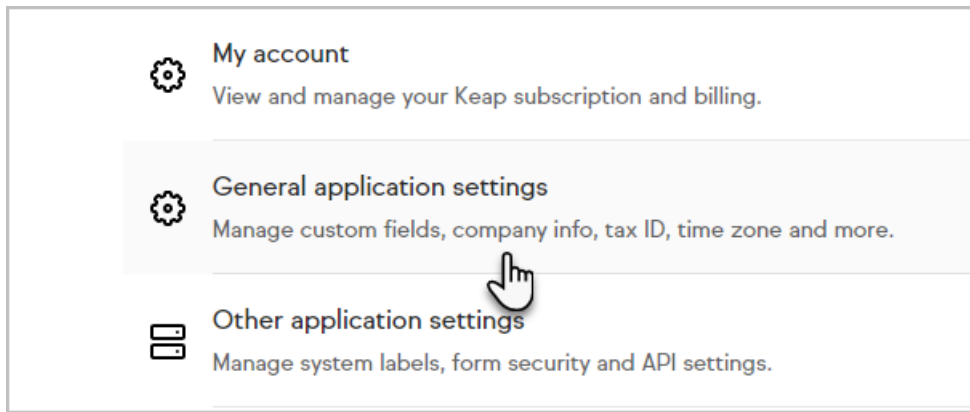 My account
View and manage your Keap subscription and billing.
General application settings
Manage custom fields, company info, tax ID, time zone and more.
Other application settings
Manage system labels, form security and API settings.